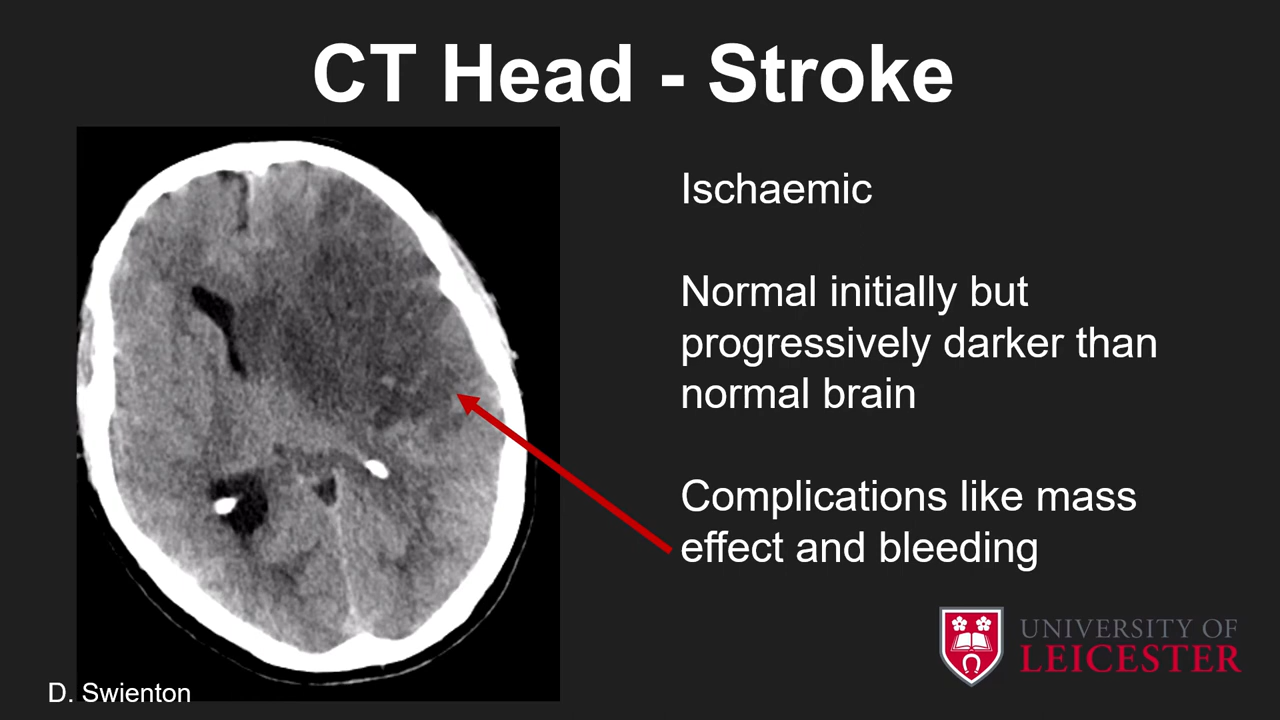 CT Head - Stroke
Ischaemic
Normal initially but
progressively darker than
normal brain
Complications like mass
effect and bleeding
UNIVERSITY OF
LEICESTER
D. Swienton